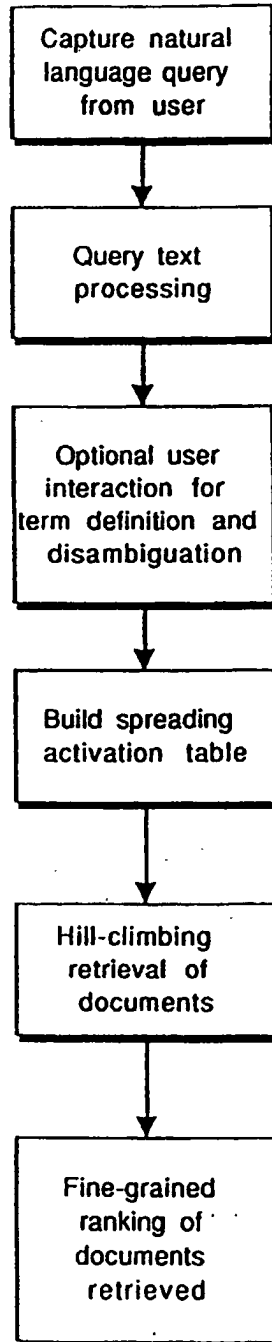 Capture natural
language query
from user
Query text
processing
Optional user
interaction for
term definition and
disambiguation
Build spreading
activation table
Hill-climbing
retrieval of
documents
Fine-grained
ranking of
documents
retrieved